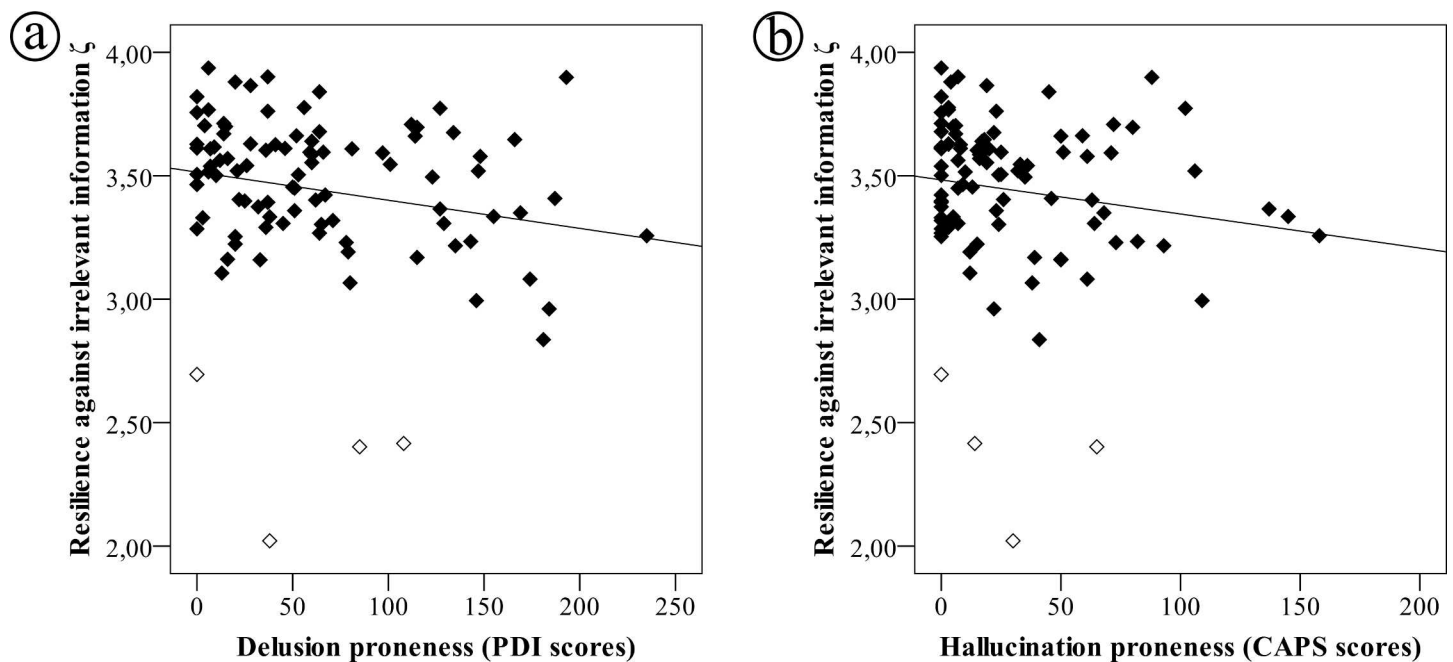 a
Resilience against irrelevant information ζ
4,00
3,50
3,00
2,50
2,00
0 50 100 150 200 250
Delusion proneness (PDI scores)
b
Resilience against irrelevant information ζ
4,00
3,50
3,00
2,50
2,00
0 50 100 150 200
Hallucination proneness (CAPS scores)